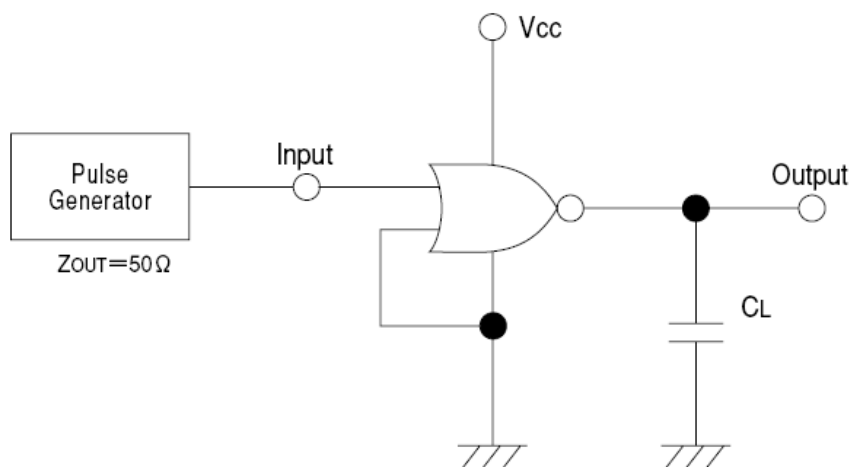 Vcc
Input
Pulse
Generator
Output
ZOUT=50Ω
CL